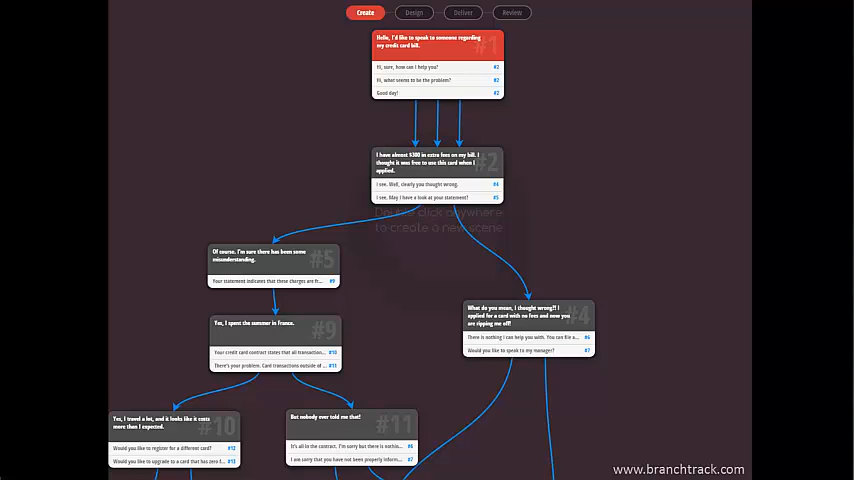 Create
Design
Deliver
Review
#1
Hello, I'd like to speak to someone regarding
my credit card bill.
Hi, sure, how can I help you? #2
Hi, what seems to be the problem? #2
Good day! #2
#2
I have almost $300 in extra fees on my bill. I
thought it was free to use this card when I
applied.
I see. Well, clearly you thought wrong. #4
I see. May I have a look at your statement? #5
Double click anywhere
to create a new scene
#5
Of course. I'm sure there has been some
misunderstanding.
Your statement indicates that these charges are fr... #9
#4
What do you mean, I thought wrong?! I
applied for a card with no fees and now you
are ripping me off!
There is nothing I can help you with. You can file a... #6
Would you like to speak to my manager? #7
#9
Yes, I spent the summer in France.
Your credit card contract states that all transaction... #10
There's your problem. Card transactions outside of ... #11
#10
Yes, I travel a lot, and it looks like it costs
more than I expected.
Would you like to register for a different card? #12
Would you like to upgrade to a card that has zero f... #13
#11
But nobody ever told me that!
It's all in the contract. I'm sorry but there is nothin... #6
I am sorry that you have not been properly inform... #7
www.branchtrack.com